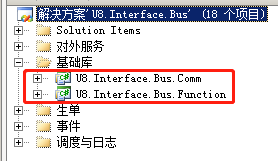 解决方案'U8.Interface.Bus' (18 个项目)
Solution Items
对外服务
基础库
U8.Interface.Bus.Comm
U8.Interface.Bus.Function
生单
事件
调度与日志